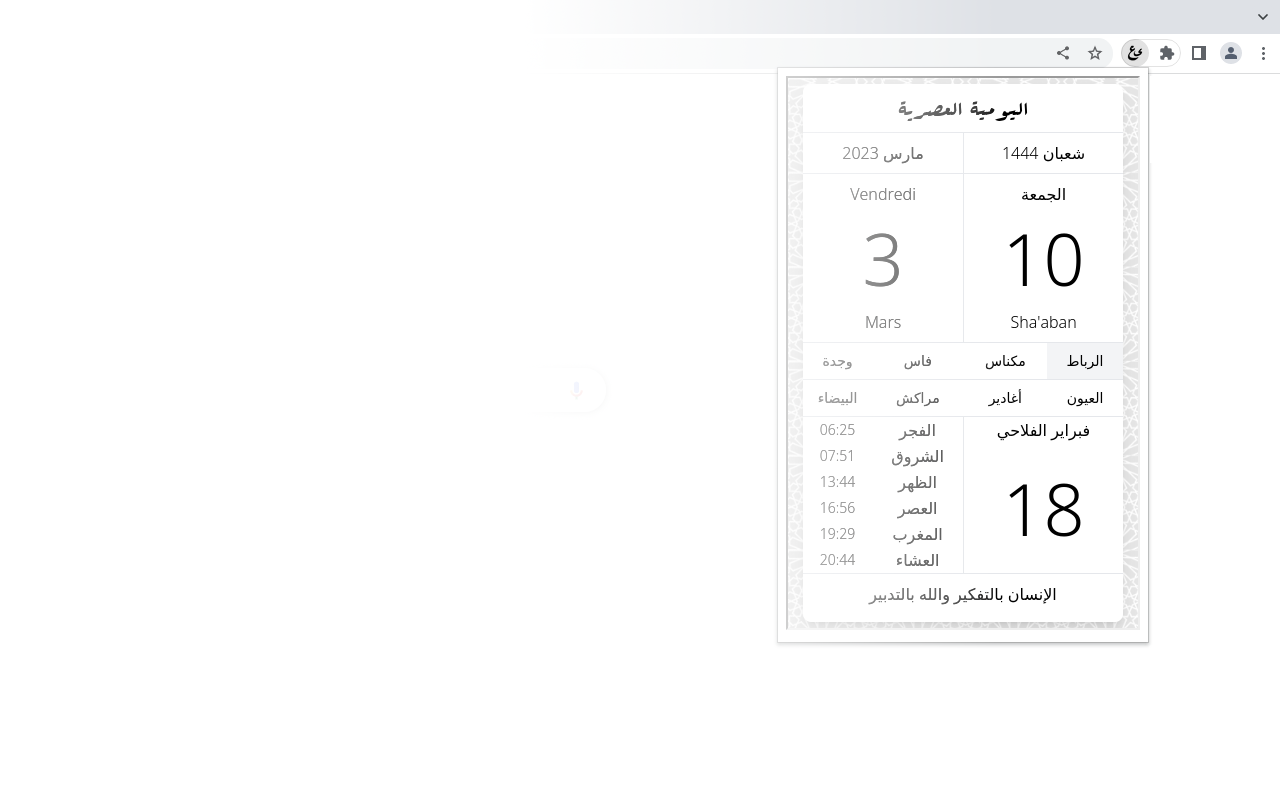 اليومية العصرية
شعبان 1444 مارس 2023
الجمعة Vendredi
10 3
Sha'aban Mars
الرباط مكناس فاس وجدة
العيون أغادير مراكش البيضاء
فبراير الفلاحي
18
الفجر 06:25
الشروق 07:51
الظهر 13:44
العصر 16:56
المغرب 19:29
العشاء 20:44
الإنسان بالتفكير والله بالتدبير